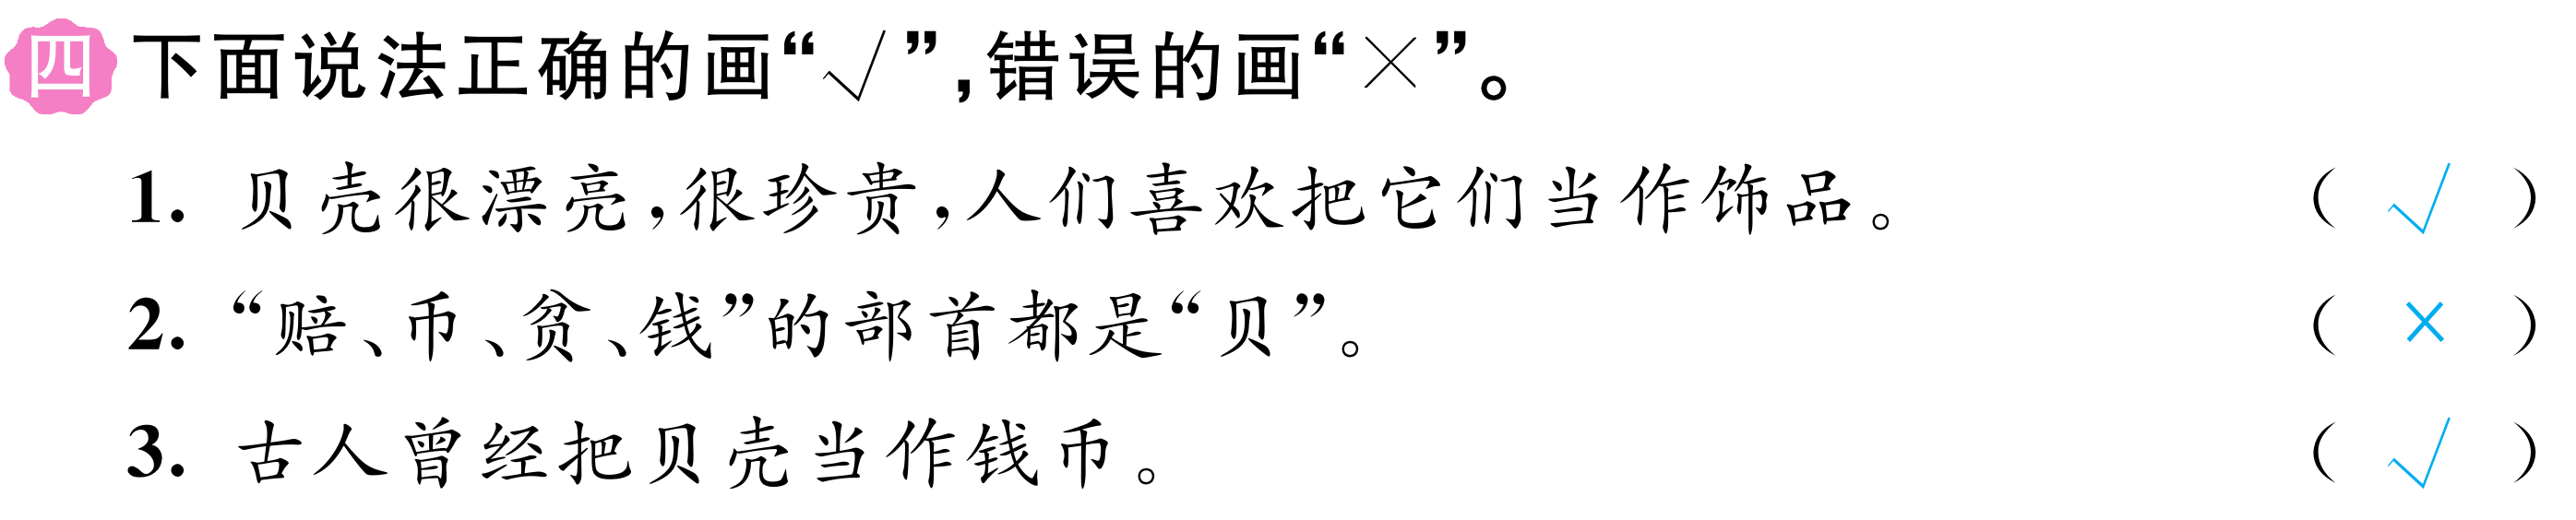 四 下面说法正确的画“√”,错误的画“×”。
1. 贝壳很漂亮,很珍贵,人们喜欢把它们当作饰品。 ( √ )
2. “赔、币、贫、钱”的部首都是“贝”。 ( × )
3. 古人曾经把贝壳当作钱币。 ( √ )